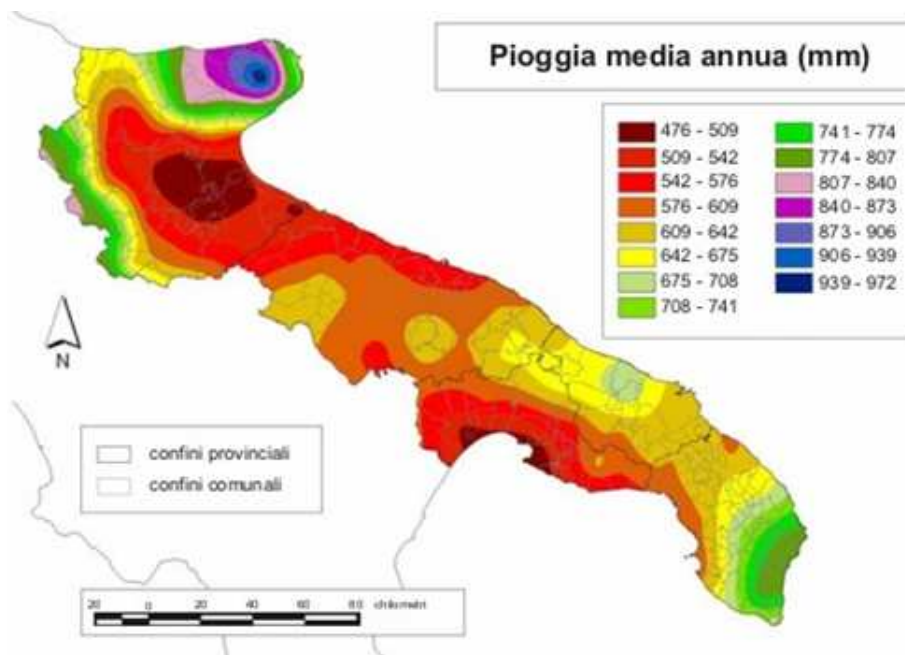 Pioggia media annua (mm)
476 - 509
509 - 542
542 - 576
576 - 609
609 - 642
642 - 675
675 - 708
708 - 741
741 - 774
774 - 807
807 - 840
840 - 873
873 - 906
906 - 939
939 - 972
N
confini provinciali
confini comunali
20 0 20 40 60 80 chilometri